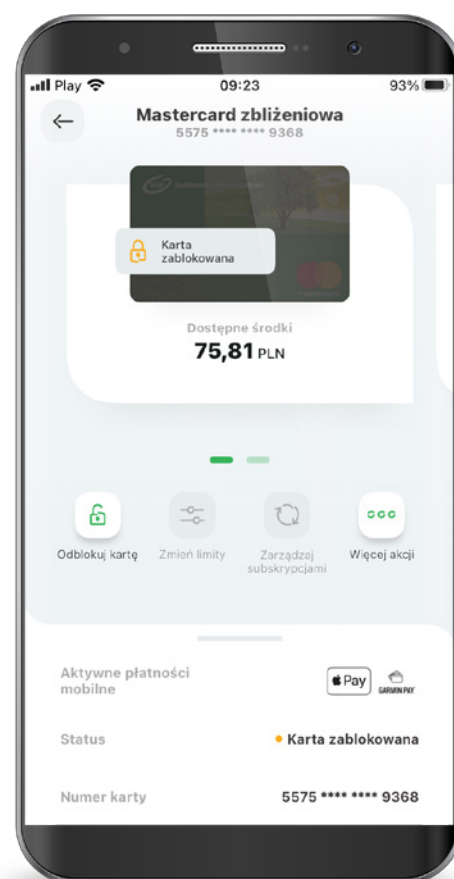 Play
09:23
93%
Mastercard zbliżeniowa
5575 **** **** 9368
Karta
zablokowana
Dostępne środki
75,81 PLN
Odblokuj kartę
Zmień limity
Zarządzaj
subskrypcjami
Więcej akcji
Aktywne płatności
mobilne
Pay
GARMIN PAY
Status
Karta zablokowana
Numer karty
5575 **** **** 9368